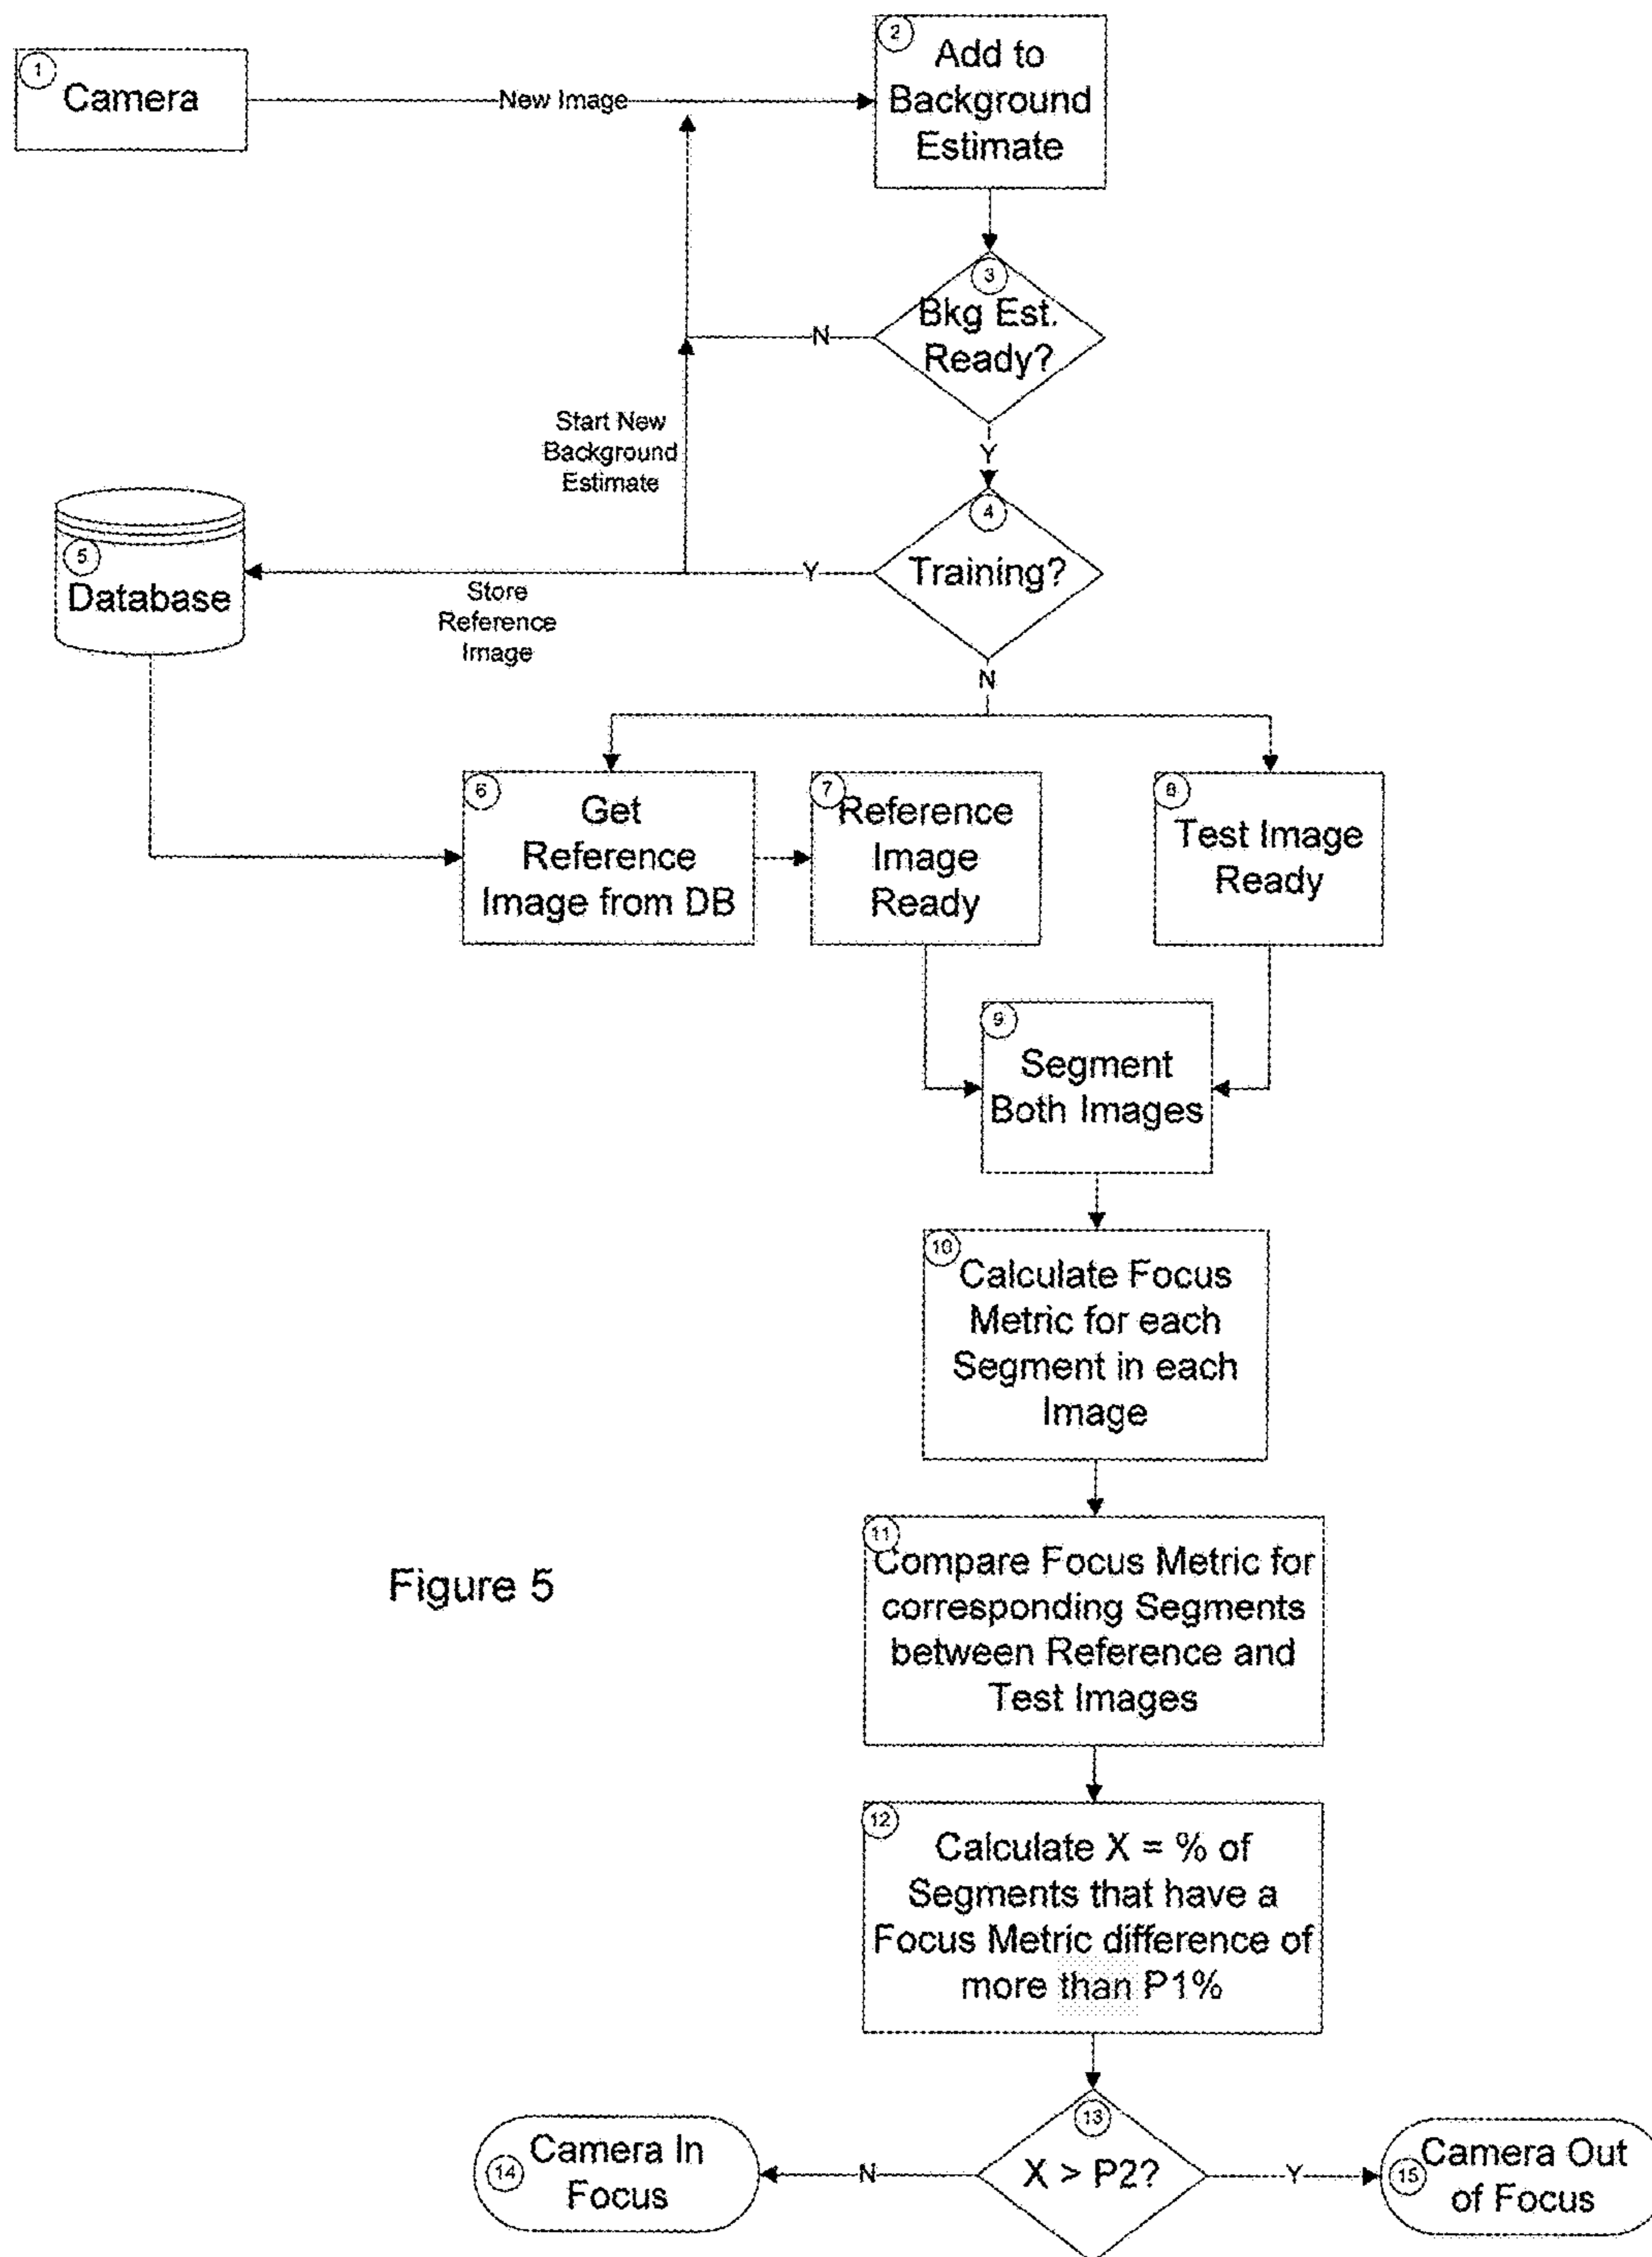 1
Camera
New Image
2
Add to
Background
Estimate
3
Bkg Est.
Ready?
N
Y
Start New
Background
Estimate
4
Training?
Y
N
5
Database
Store
Reference
Image
6
Get
Reference
Image from DB
7
Reference
Image
Ready
8
Test Image
Ready
9
Segment
Both Images
10
Calculate Focus
Metric for each
Segment in each
Image
11
Compare Focus Metric for
corresponding Segments
between Reference and
Test Images
Figure 5
12
Calculate X = % of
Segments that have a
Focus Metric difference of
more than P1%
13
X > P2?
N
Y
14
Camera In
Focus
15
Camera Out
of Focus